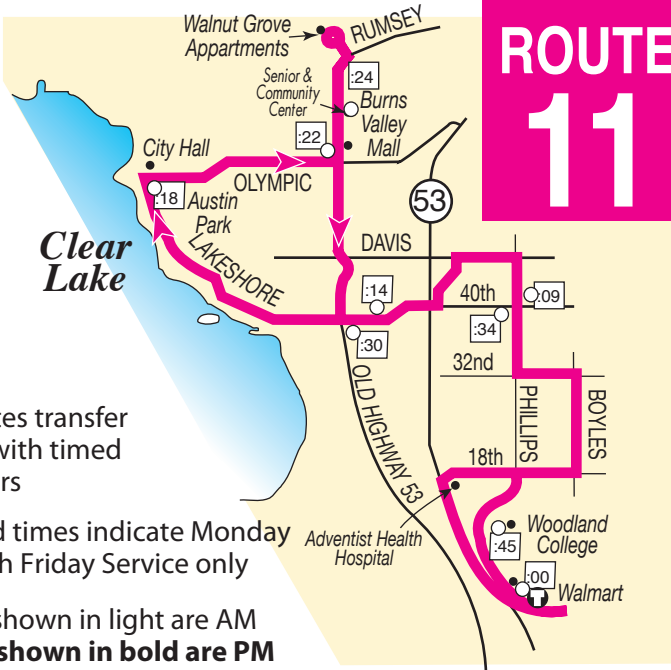 ROUTE
11
Walnut Grove
Appartments
RUMSEY
:24
Senior &
Community
Center
Burns
Valley
Mall
:22
City Hall
OLYMPIC
:18
Austin
Park
53
Clear
Lake
LAKESHORE
DAVIS
:14
40th
:09
:34
:30
32nd
OLD HIGHWAY 53
PHILLIPS
BOYLES
18th
Adventist Health
Hospital
Woodland
College
:45
:00
T
Walmart
tes transfer
with timed
rs
d times indicate Monday
h Friday Service only
shown in light are AM
shown in bold are PM